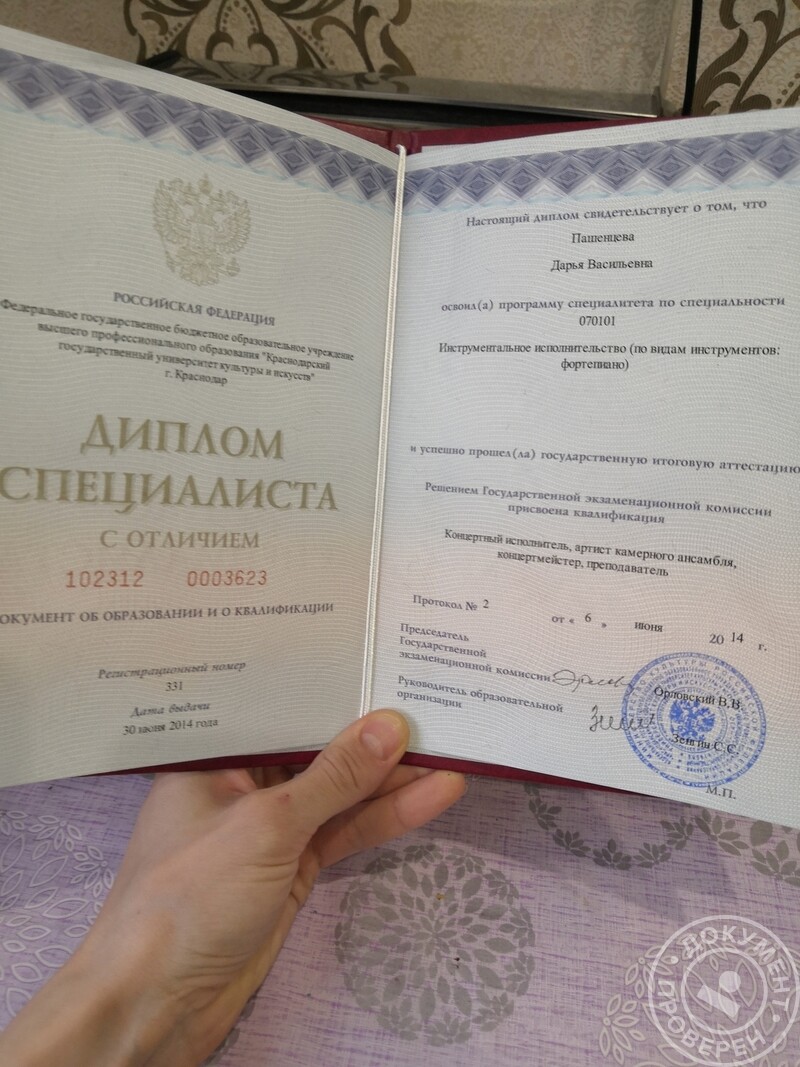 РОССИЙСКАЯ ФЕДЕРАЦИЯ
Федеральное государственное бюджетное образовательное учреждение
высшего профессионального образования "Краснодарский
государственный университет культуры и искусств"
г. Краснодар
ДИПЛОМ
СПЕЦИАЛИСТА
С ОТЛИЧИЕМ
102312 0003623
ОКУМЕНТ ОБ ОБРАЗОВАНИИ И О КВАЛИФИКАЦИИ
Регистрационный номер
331
Дата выдачи
30 июня 2014 года
Настоящий диплом свидетельствует о том, что
Пашенцева
Дарья Васильевна
освоил(а) программу специалитета по специальности
070101
Инструментальное исполнительство (по видам инструментов:
фортепиано)
и успешно прошел(ла) государственную итоговую аттестацию
Решением Государственной экзаменационной комиссии
присвоена квалификация
Концертный исполнитель, артист камерного ансамбля,
концертмейстер, преподаватель
Протокол № 2 от « 6 » июня 20 14 г.
Председатель
Государственной
экзаменационной комиссии
Орловский В.В.
Руководитель образовательной
организации
Зенгин С.С.
М.П.
ДОКУМЕНТ ПРОВЕРЕН